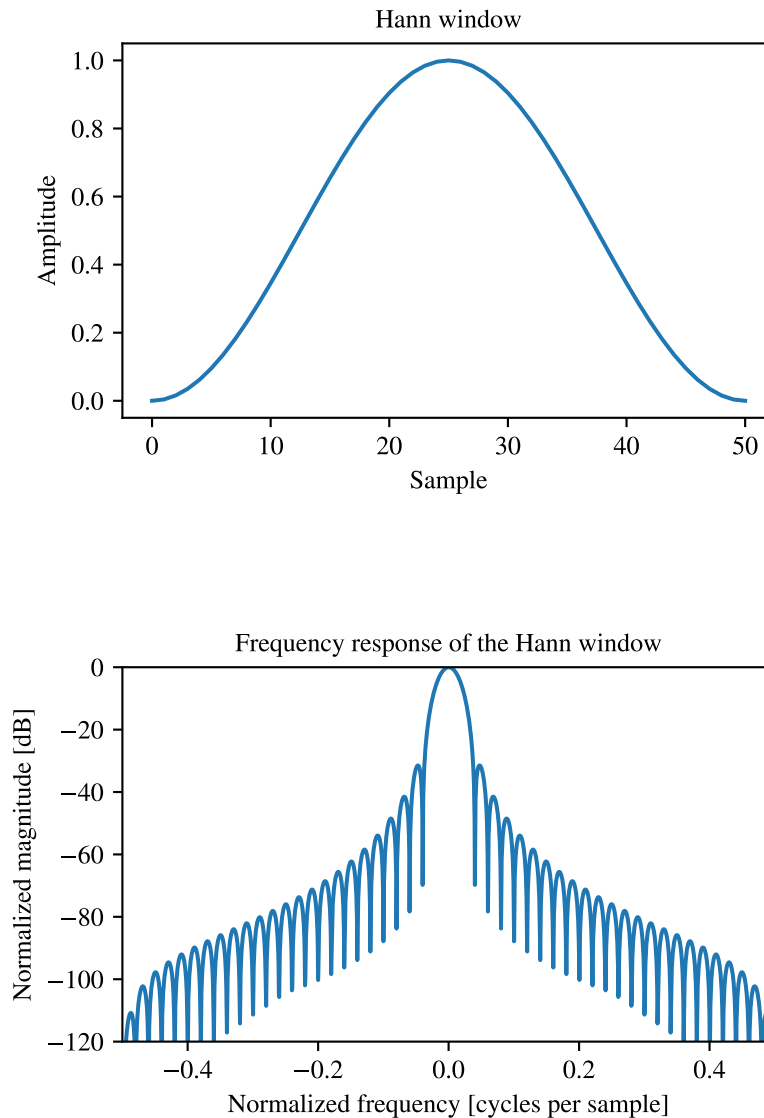 Hann window
1.0
0.8
0.6
0.4
0.2
0.0
Amplitude
0 10 20 30 40 50
Sample
Frequency response of the Hann window
0
−20
−40
−60
−80
−100
−120
Normalized magnitude [dB]
−0.4 −0.2 0.0 0.2 0.4
Normalized frequency [cycles per sample]